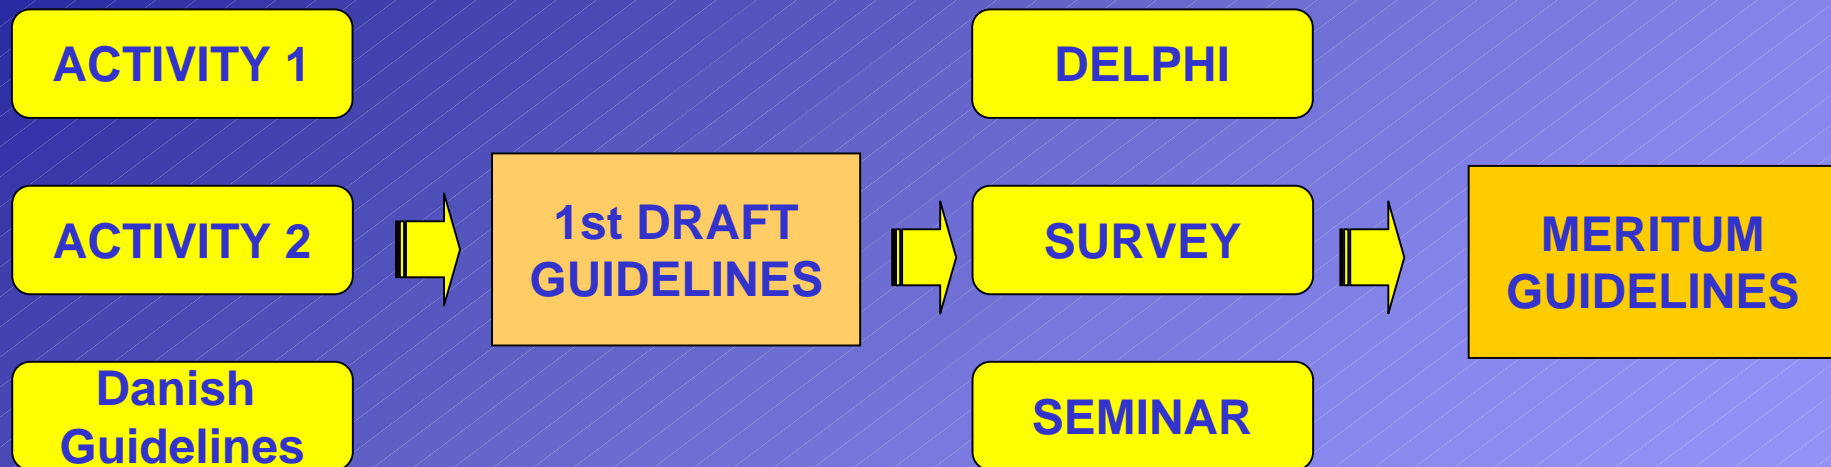 ACTIVITY 1
ACTIVITY 2
Danish
Guidelines
1st DRAFT
GUIDELINES
DELPHI
SURVEY
SEMINAR
MERITUM
GUIDELINES